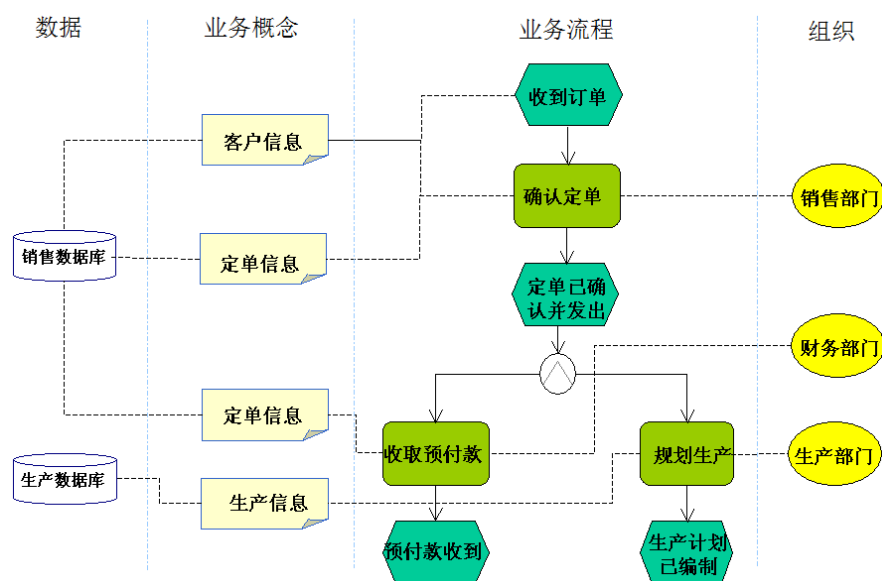 数据
业务概念
业务流程
组织
收到订单
客户信息
确认定单
销售部门
销售数据库
定单信息
定单已确
认并发出
财务部门
定单信息
收取预付款
规划生产
生产部门
生产数据库
生产信息
预付款收到
生产计划
已编制